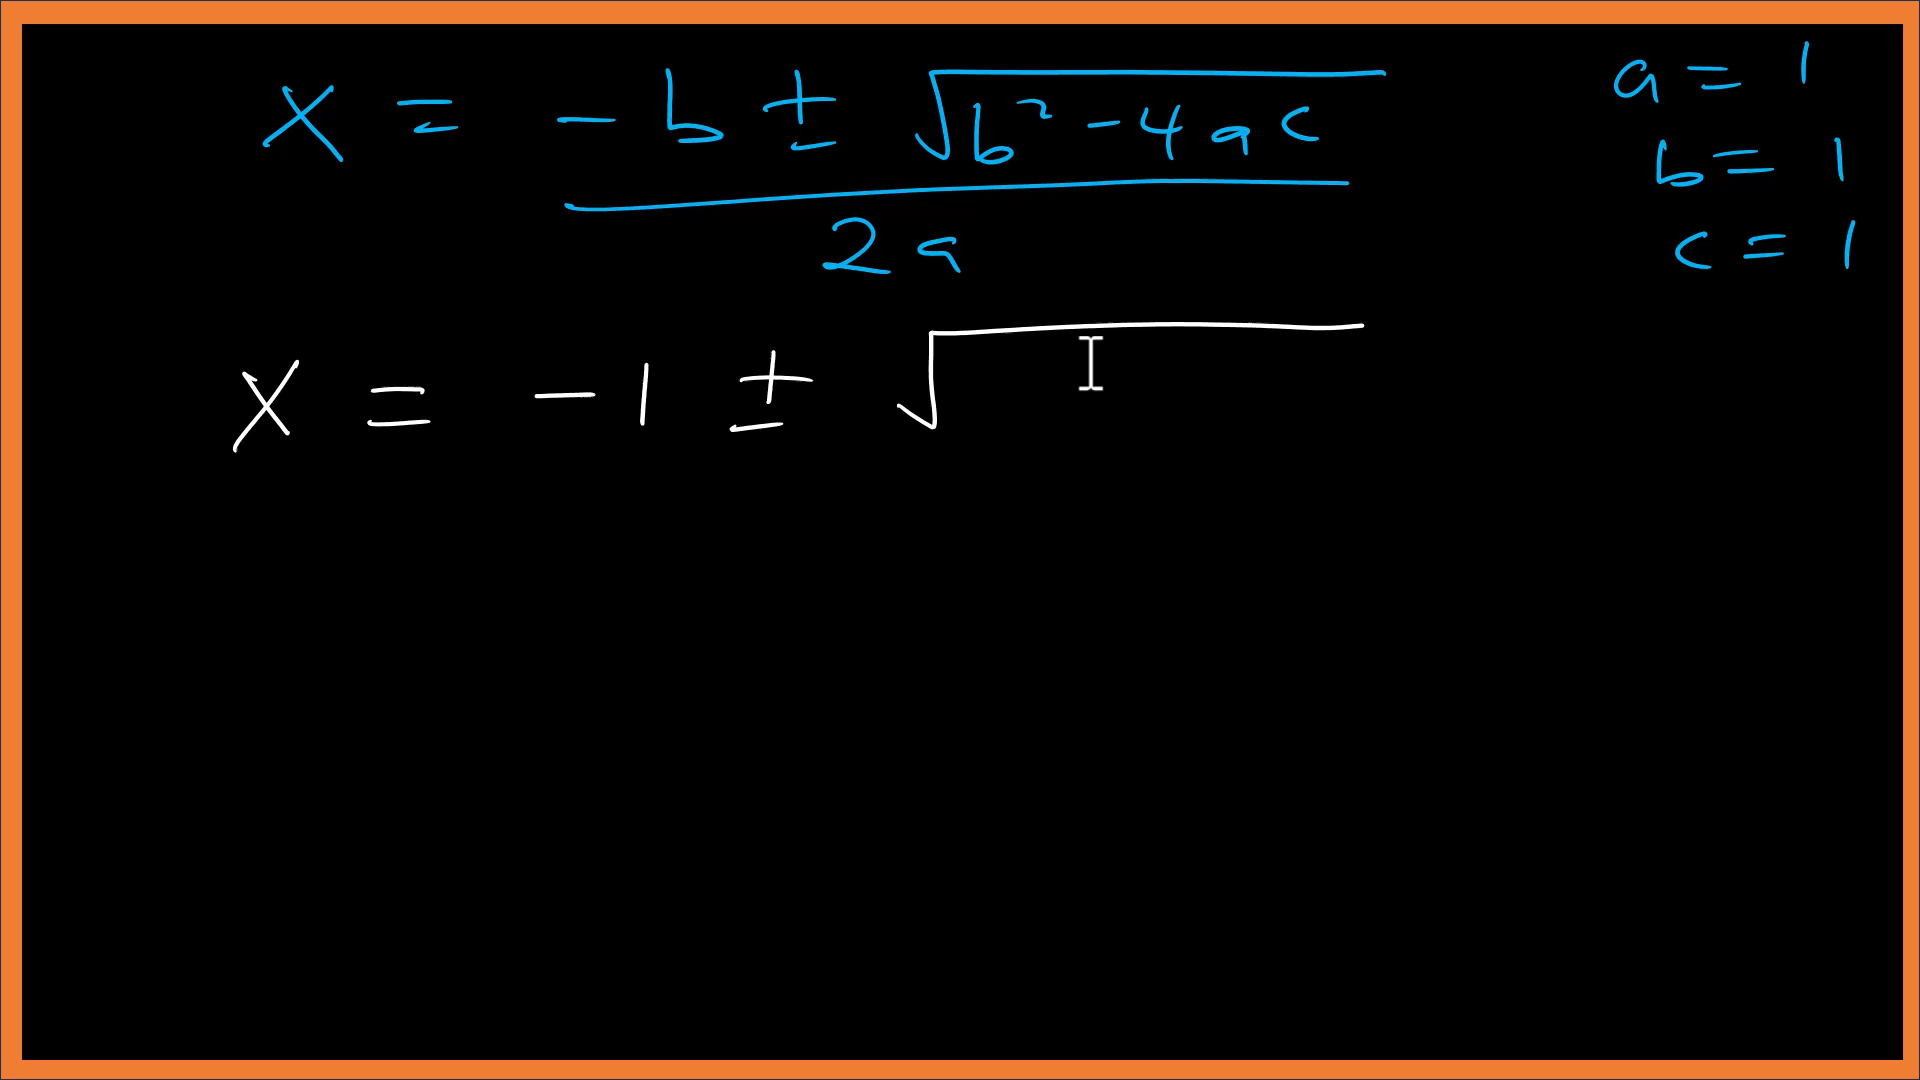 x = -b ± √b² - 4ac
2a
a = 1
b = 1
c = 1
x = -1 ± √